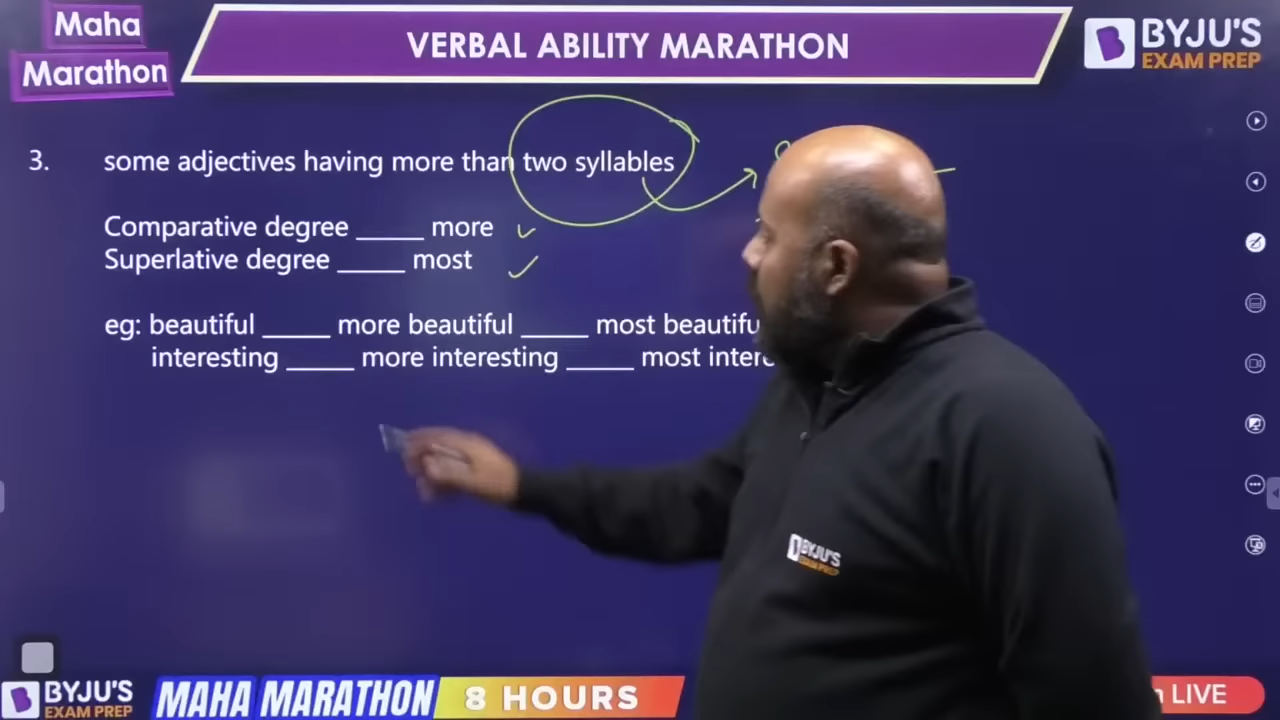 Maha
Marathon
VERBAL ABILITY MARATHON
BYJU'S
EXAM PREP
3. some adjectives having more than two syllables
Comparative degree _____ more
Superlative degree _____ most
eg: beautiful _____ more beautiful _____ most
interesting _____ more interesting _____ most
BYJU'S
EXAM PREP
BYJU'S
EXAM PREP
MAHA MARATHON
8 HOURS
LIVE